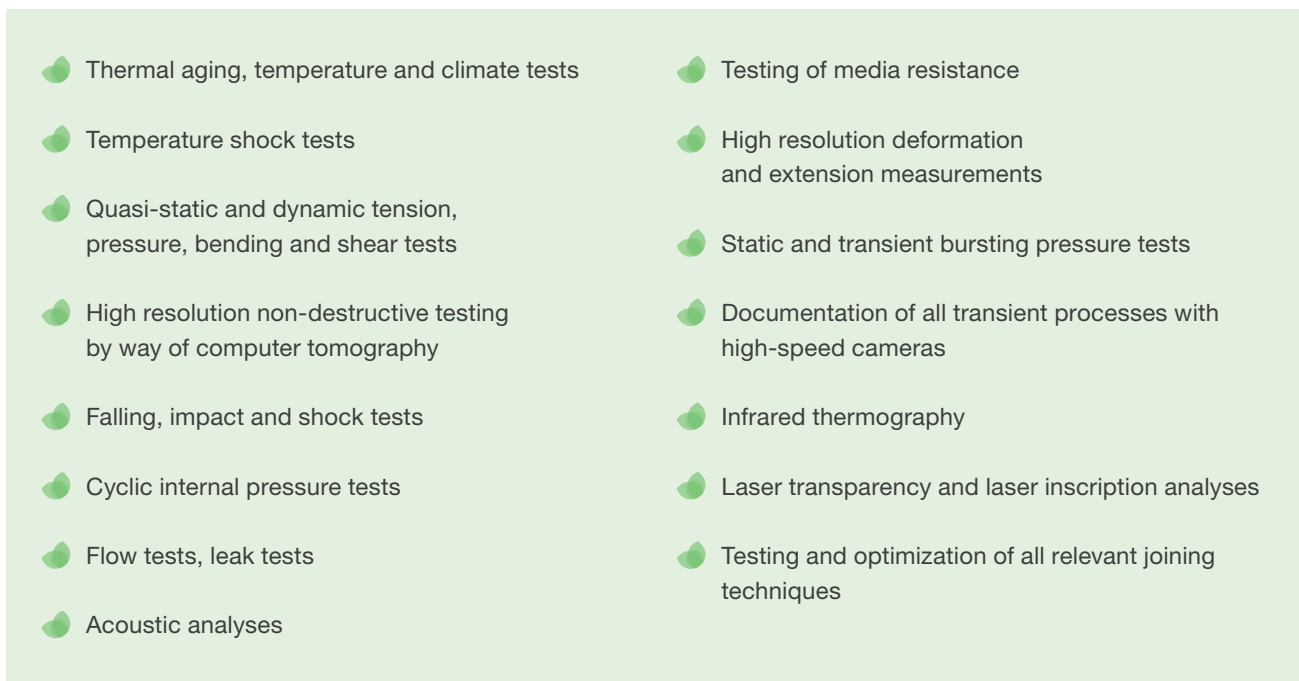 Thermal aging, temperature and climate tests
Temperature shock tests
Quasi-static and dynamic tension,
pressure, bending and shear tests
High resolution non-destructive testing
by way of computer tomography
Falling, impact and shock tests
Cyclic internal pressure tests
Flow tests, leak tests
Acoustic analyses
Testing of media resistance
High resolution deformation
and extension measurements
Static and transient bursting pressure tests
Documentation of all transient processes with
high-speed cameras
Infrared thermography
Laser transparency and laser inscription analyses
Testing and optimization of all relevant joining
techniques